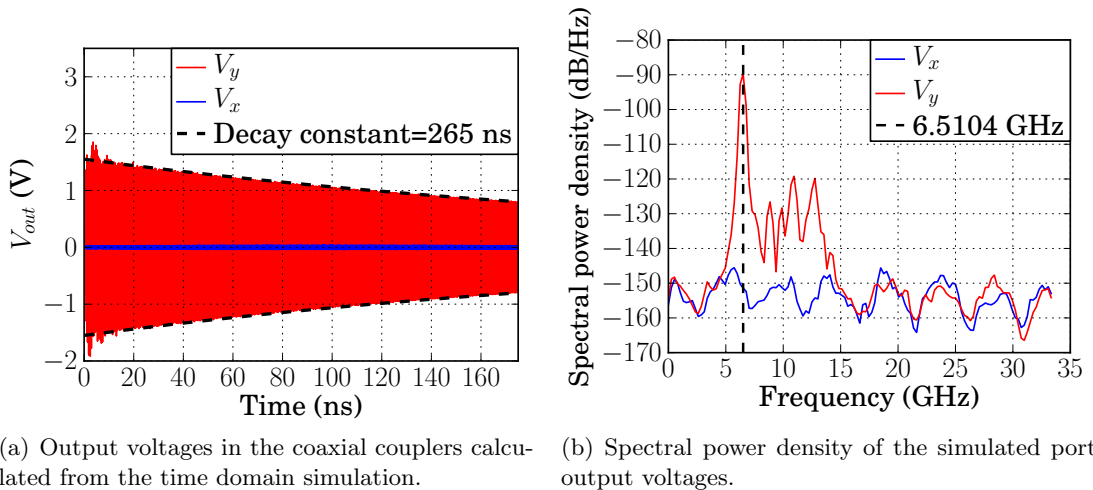 3
2
1
0
−1
−2
0 20 40 60 80 100 120 140 160
V_out (V)
Time (ns)
V_y
V_x
Decay constant=265 ns
−80
−90
−100
−110
−120
−130
−140
−150
−160
−170
0 5 10 15 20 25 30 35
Spectral power density (dB/Hz)
Frequency (GHz)
V_x
V_y
6.5104 GHz
(a) Output voltages in the coaxial couplers calcu-
lated from the time domain simulation.
(b) Spectral power density of the simulated port
output voltages.